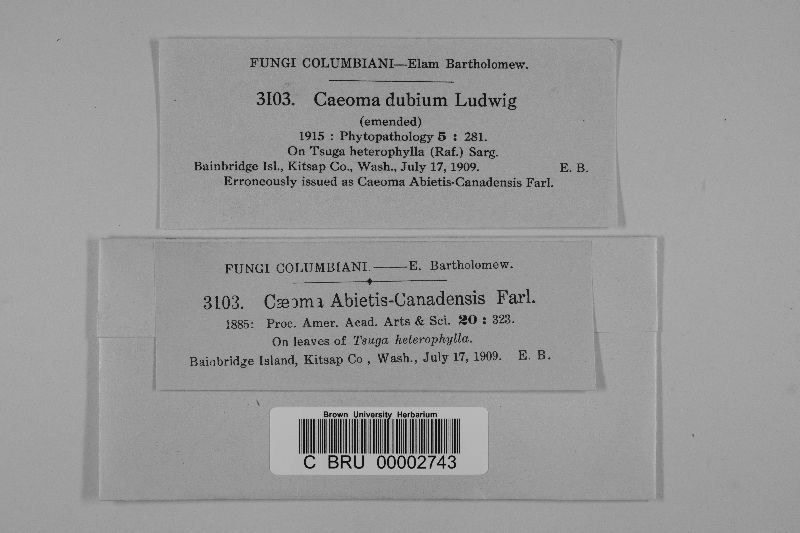 FUNGI COLUMBIANI—Elam Bartholomew.
3103. Caeoma dubium Ludwig
(emended)
1915 : Phytopathology 5 : 281.
On Tsuga heterophylla (Raf.) Sarg.
Bainbridge Isl., Kitsap Co., Wash., July 17, 1909. E. B.
Erroneously issued as Caeoma Abietis-Canadensis Farl.
FUNGI COLUMBIANI.——E. Bartholomew.
3103. Cæoma Abietis-Canadensis Farl.
1885: Proc. Amer. Acad. Arts & Sci. 20 : 323.
On leaves of Tsuga heterophylla.
Bainbridge Island, Kitsap Co , Wash., July 17, 1909. E. B.
Brown University Herbarium
C BRU 00002743